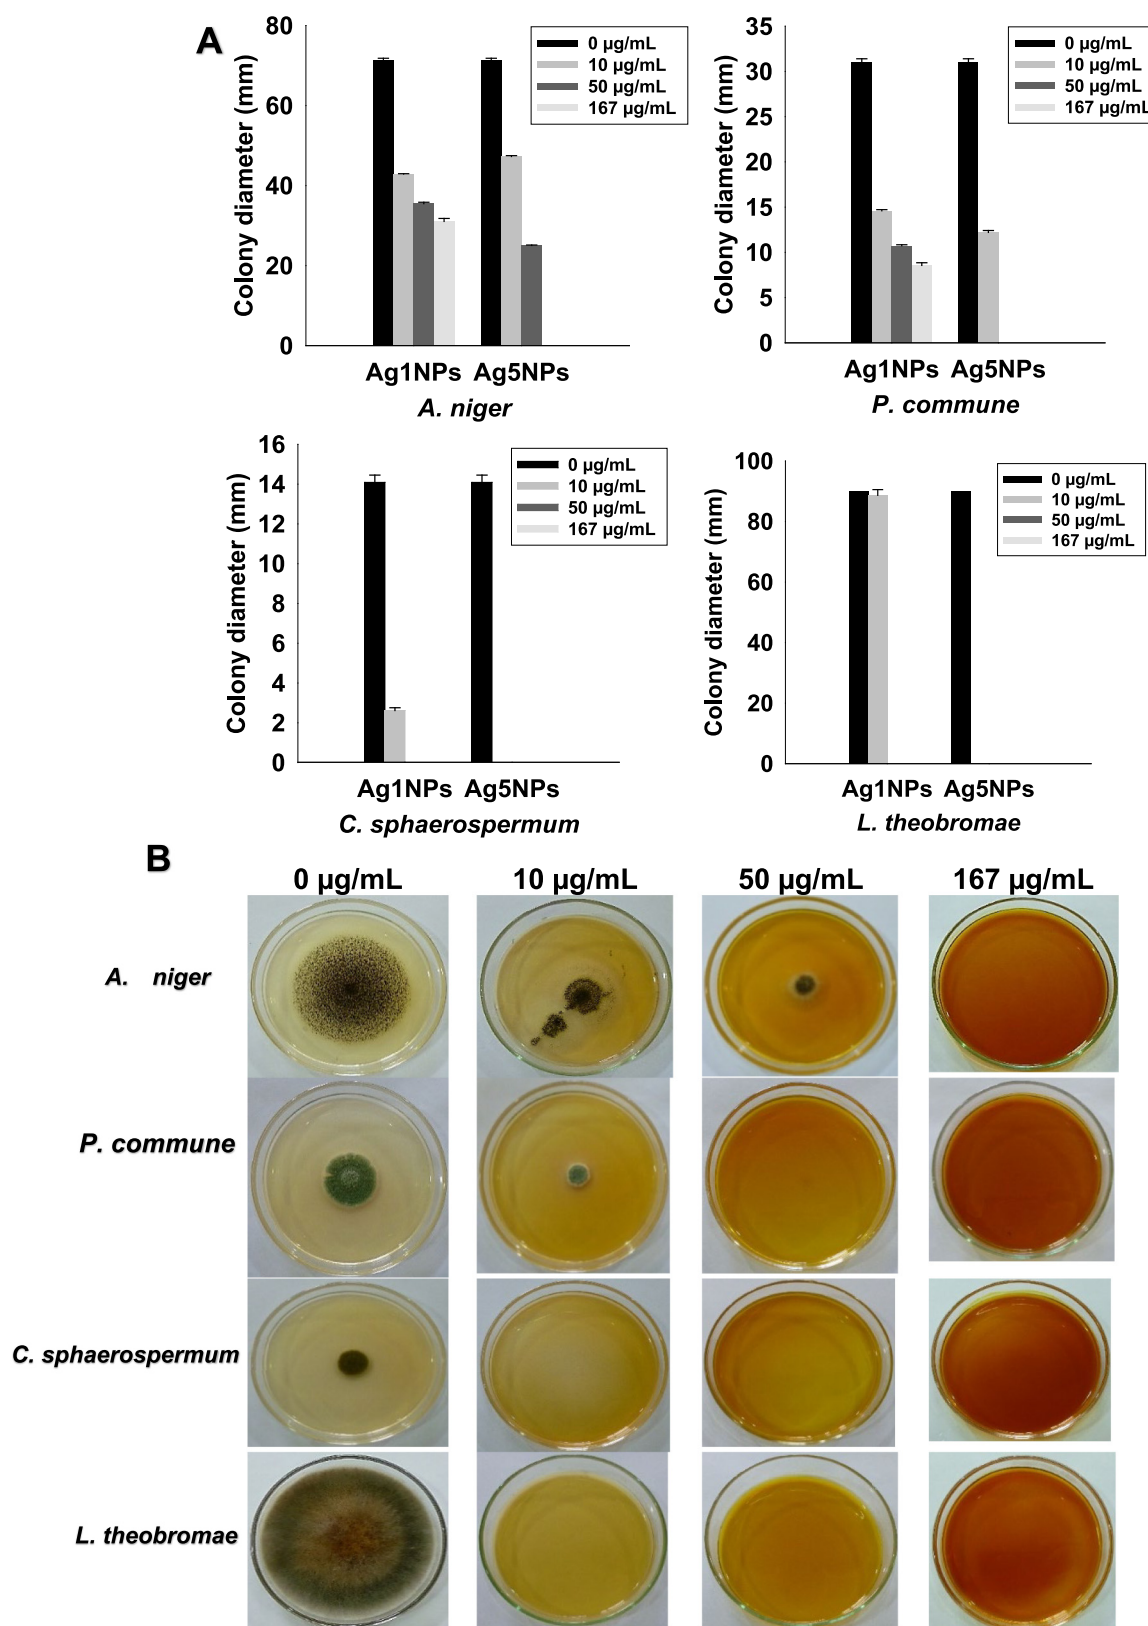 A
80
60
40
20
0
Colony diameter (mm)
0 µg/mL
10 µg/mL
50 µg/mL
167 µg/mL
Ag1NPs Ag5NPs
A. niger
35
30
25
20
15
10
5
0
Colony diameter (mm)
0 µg/mL
10 µg/mL
50 µg/mL
167 µg/mL
Ag1NPs Ag5NPs
P. commune
16
14
12
10
8
6
4
2
0
Colony diameter (mm)
0 µg/mL
10 µg/mL
50 µg/mL
167 µg/mL
Ag1NPs Ag5NPs
C. sphaerospermum
100
80
60
40
20
0
Colony diameter (mm)
0 µg/mL
10 µg/mL
50 µg/mL
167 µg/mL
Ag1NPs Ag5NPs
L. theobromae
B
0 µg/mL 10 µg/mL 50 µg/mL 167 µg/mL
A. niger
P. commune
C. sphaerospermum
L. theobromae